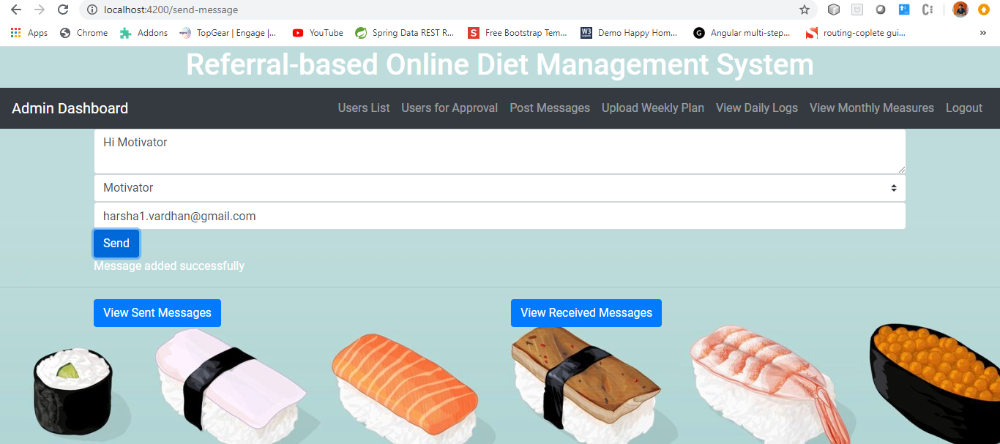 localhost:4200/send-message
Apps Chrome Addons TopGear | Engage |... YouTube Spring Data REST R... Free Bootstrap Tem... Demo Happy Hom... Angular multi-step... routing-coplete gui... »
Referral-based Online Diet Management System
Admin Dashboard Users List Users for Approval Post Messages Upload Weekly Plan View Daily Logs View Monthly Measures Logout
Hi Motivator
Motivator
harsha1.vardhan@gmail.com
Send
Message added successfully
View Sent Messages View Received Messages